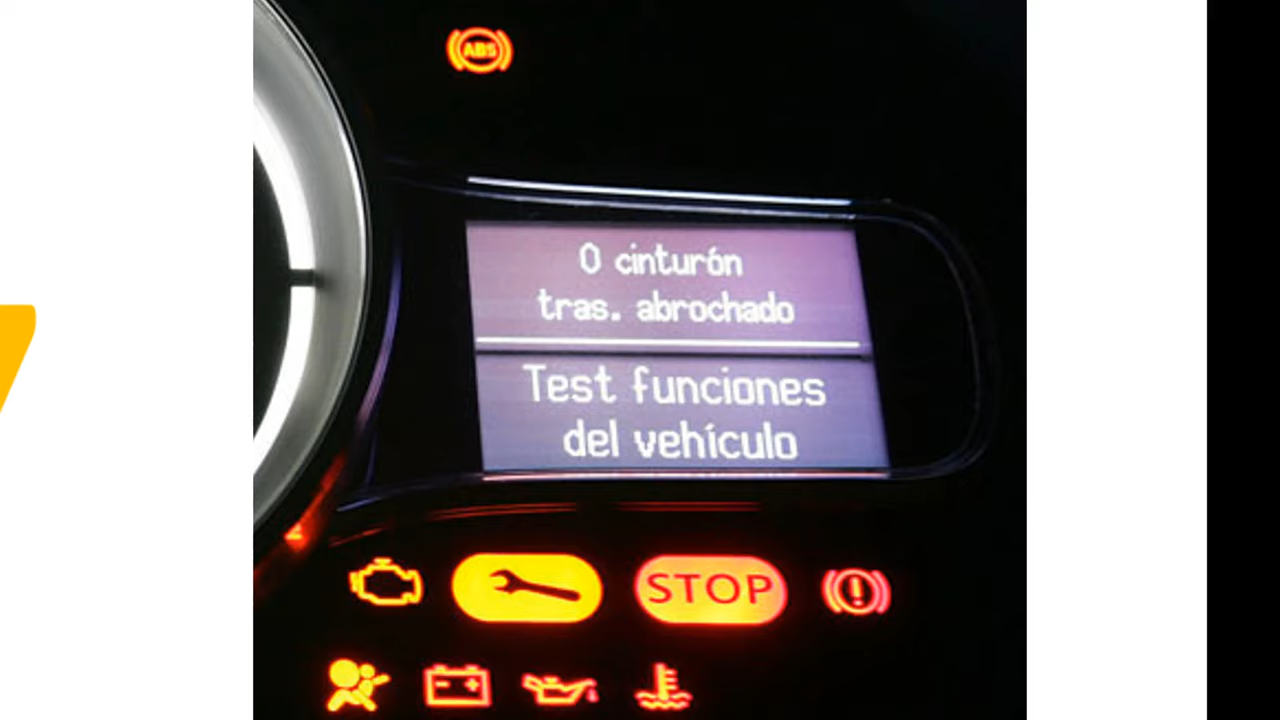 ABS
0 cinturón
tras. abrochado
Test funciones
del vehículo
STOP